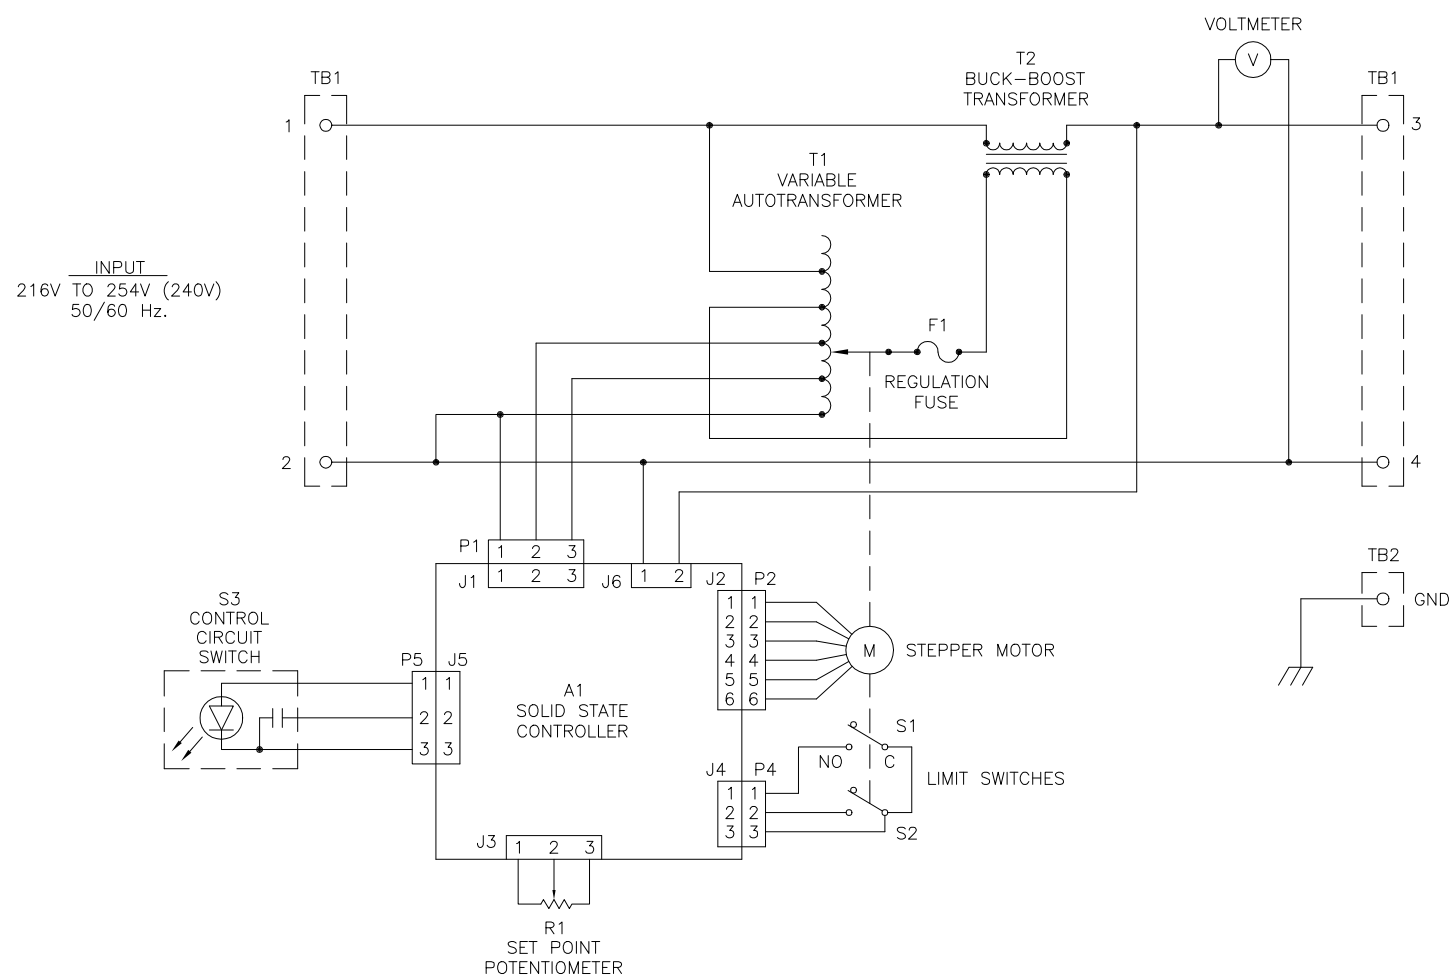 VOLTMETER
V
T2
BUCK-BOOST
TRANSFORMER
TB1
TB1
1
3
T1
VARIABLE
AUTOTRANSFORMER
INPUT
216V TO 254V (240V)
50/60 Hz.
F1
REGULATION
FUSE
2
4
P1
1 2 3
J1
1 2 3
J6
1 2
J2 P2
1 1
2 2
3 3
4 4
5 5
6 6
M
STEPPER MOTOR
TB2
GND
S3
CONTROL
CIRCUIT
SWITCH
P5 J5
1 1
2 2
3 3
A1
SOLID STATE
CONTROLLER
S1
NO C
LIMIT SWITCHES
J4 P4
1 1
2 2
3 3
S2
J3
1 2 3
R1
SET POINT
POTENTIOMETER